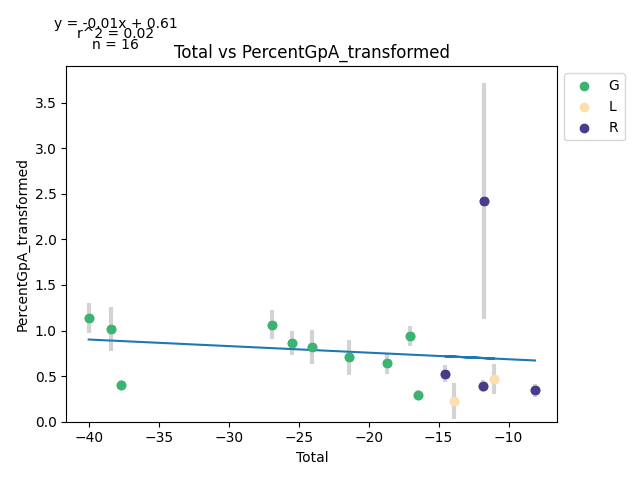 y = -0.01x + 0.61
r^2 = 0.02
n = 16
Total vs PercentGpA_transformed
G
L
R
PercentGpA_transformed
3.5
3.0
2.5
2.0
1.5
1.0
0.5
0.0
−40 −35 −30 −25 −20 −15 −10
Total